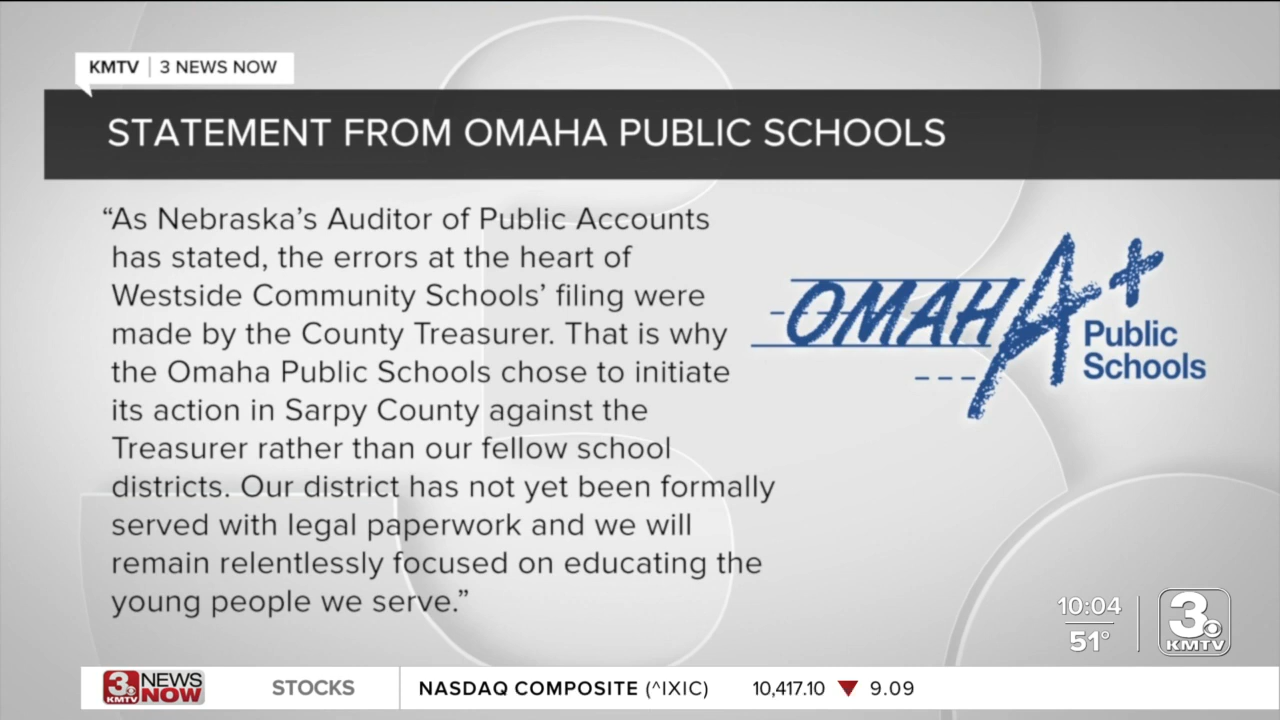 KMTV | 3 NEWS NOW
STATEMENT FROM OMAHA PUBLIC SCHOOLS
“As Nebraska’s Auditor of Public Accounts
has stated, the errors at the heart of
Westside Community Schools’ filing were
made by the County Treasurer. That is why
the Omaha Public Schools chose to initiate
its action in Sarpy County against the
Treasurer rather than our fellow school
districts. Our district has not yet been formally
served with legal paperwork and we will
remain relentlessly focused on educating the
young people we serve.”
OMAHA+
Public
Schools
10:04
51°
3
KMTV
3 KMTV NEWS NOW
STOCKS
NASDAQ COMPOSITE (^IXIC) 10,417.10 ▼ 9.09